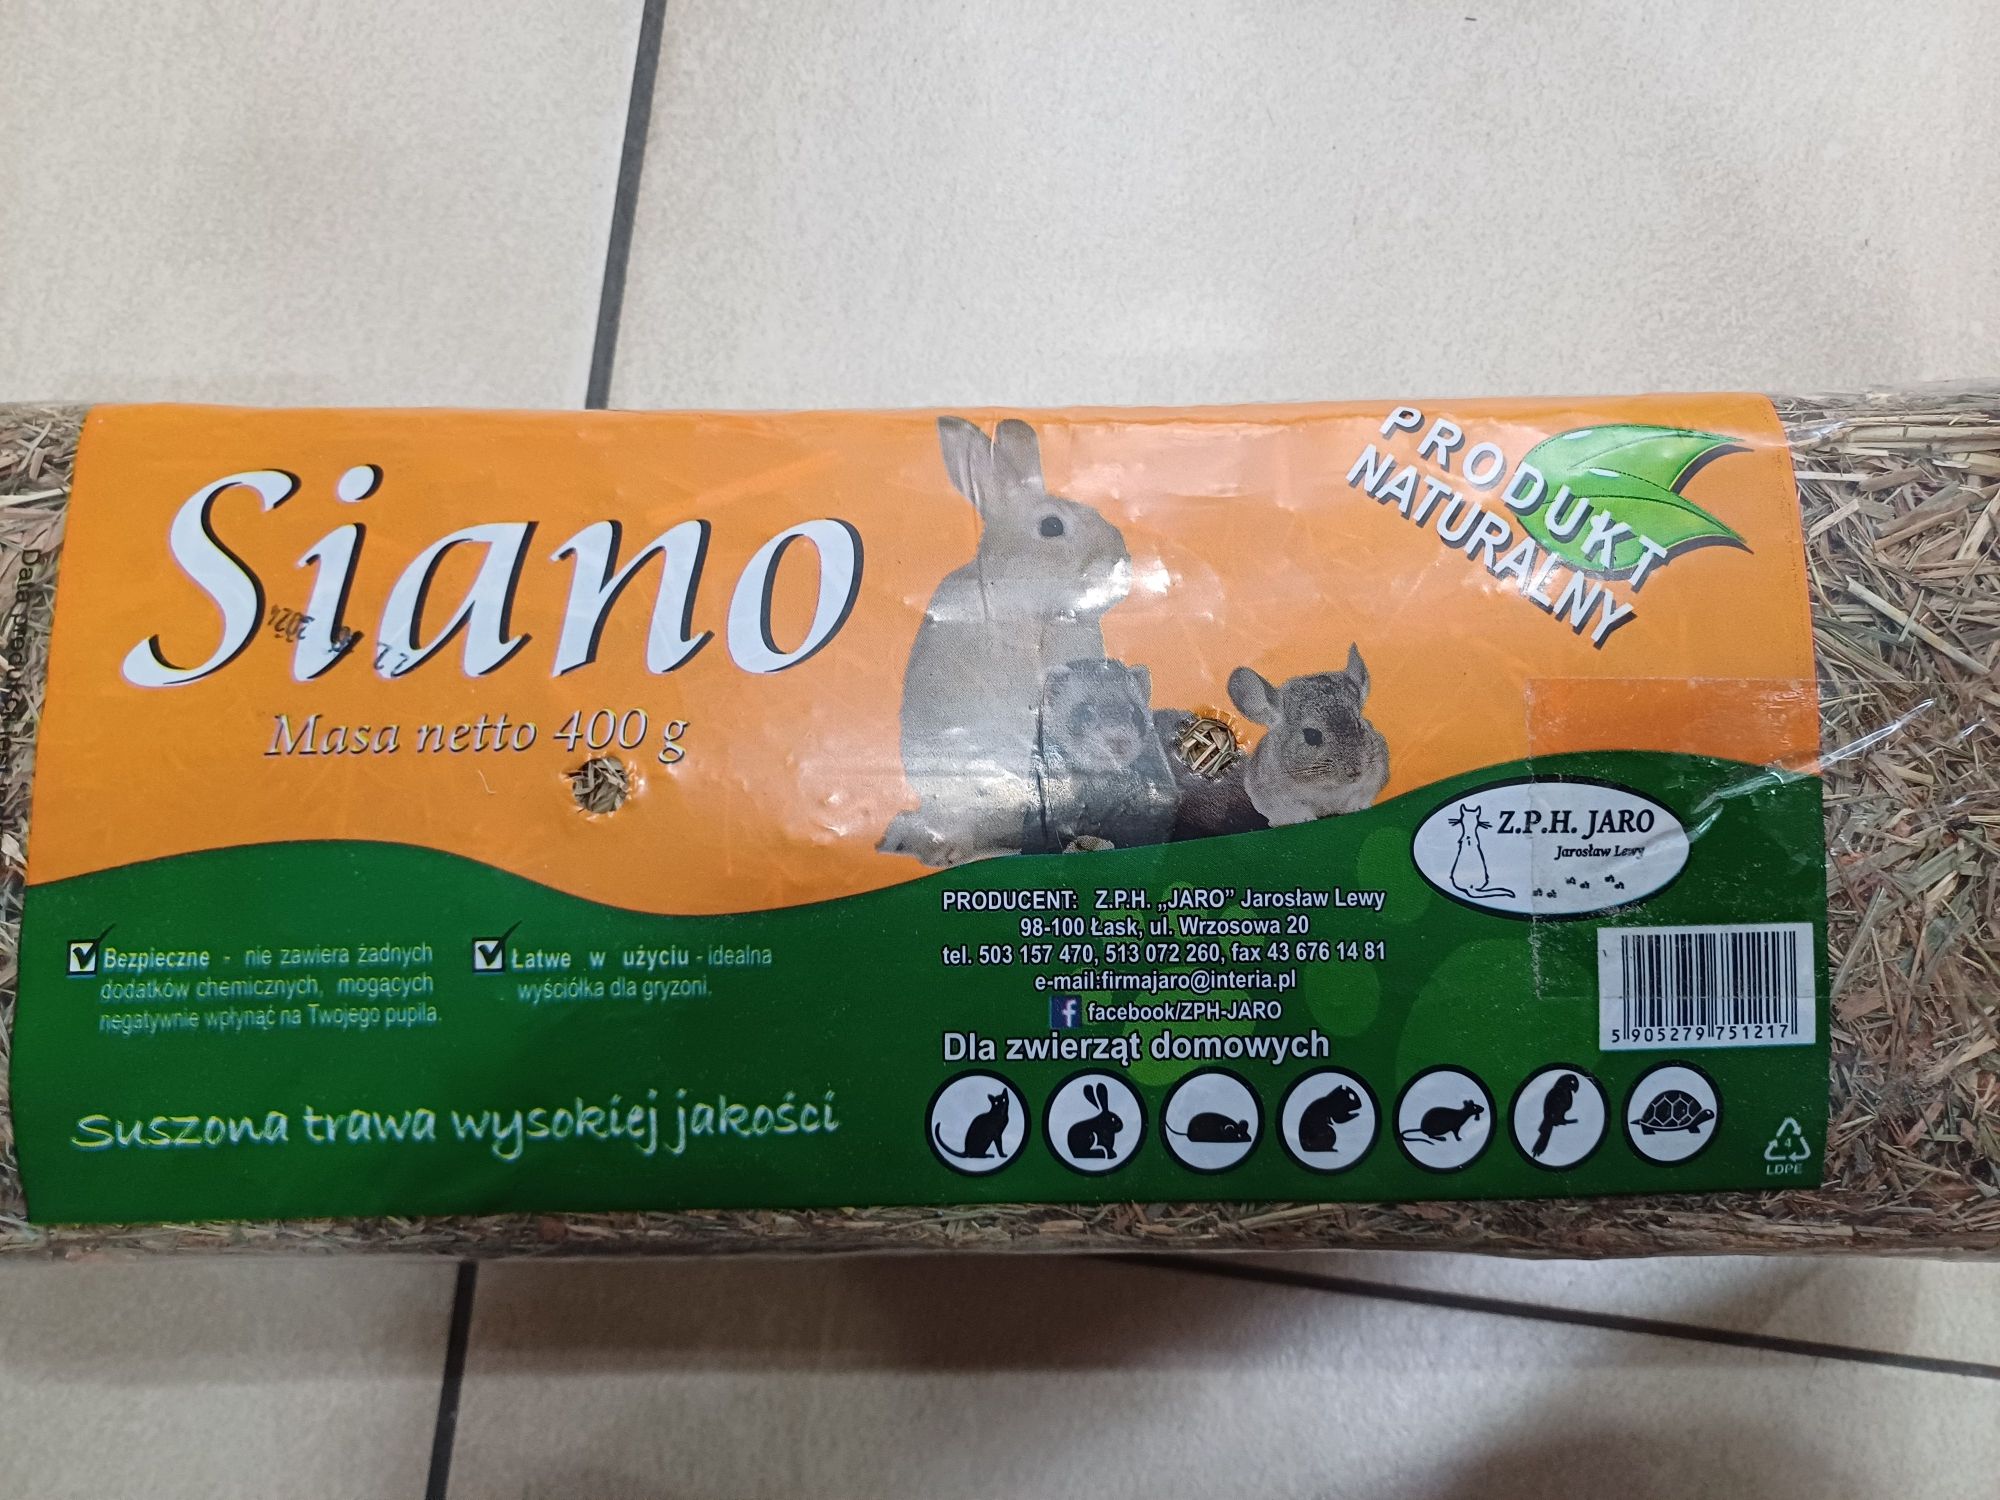 Siano
Masa netto 400 g
PRODUKT
NATURALNY
Z.P.H. JARO
Jarosław Lewy
Bezpieczne - nie zawiera żadnych
dodatków chemicznych, mogących
negatywnie wpłynąć na Twojego pupila.
Łatwe w użyciu - idealna
wyściółka dla gryzoni.
Suszona trawa wysokiej jakości
PRODUCENT: Z.P.H. „JARO” Jarosław Lewy
98-100 Łask, ul. Wrzosowa 20
tel. 503 157 470, 513 072 260, fax 43 676 14 81
e-mail:firmajaro@interia.pl
f facebook/ZPH-JARO
Dla zwierząt domowych
5 905279 751217
4
LDPE
Data
2024